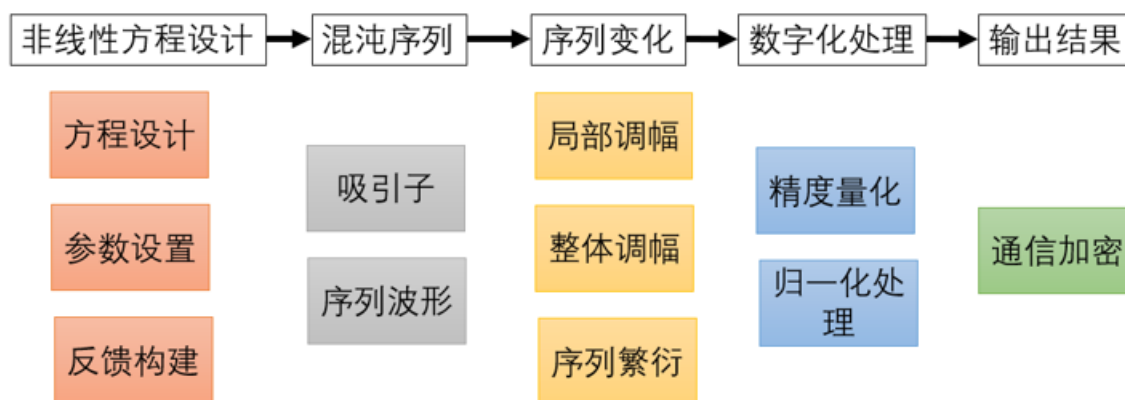 非线性方程设计
混沌序列
序列变化
数字化处理
输出结果
方程设计
参数设置
反馈构建
吸引子
序列波形
局部调幅
整体调幅
序列繁衍
精度量化
归一化处
理
通信加密